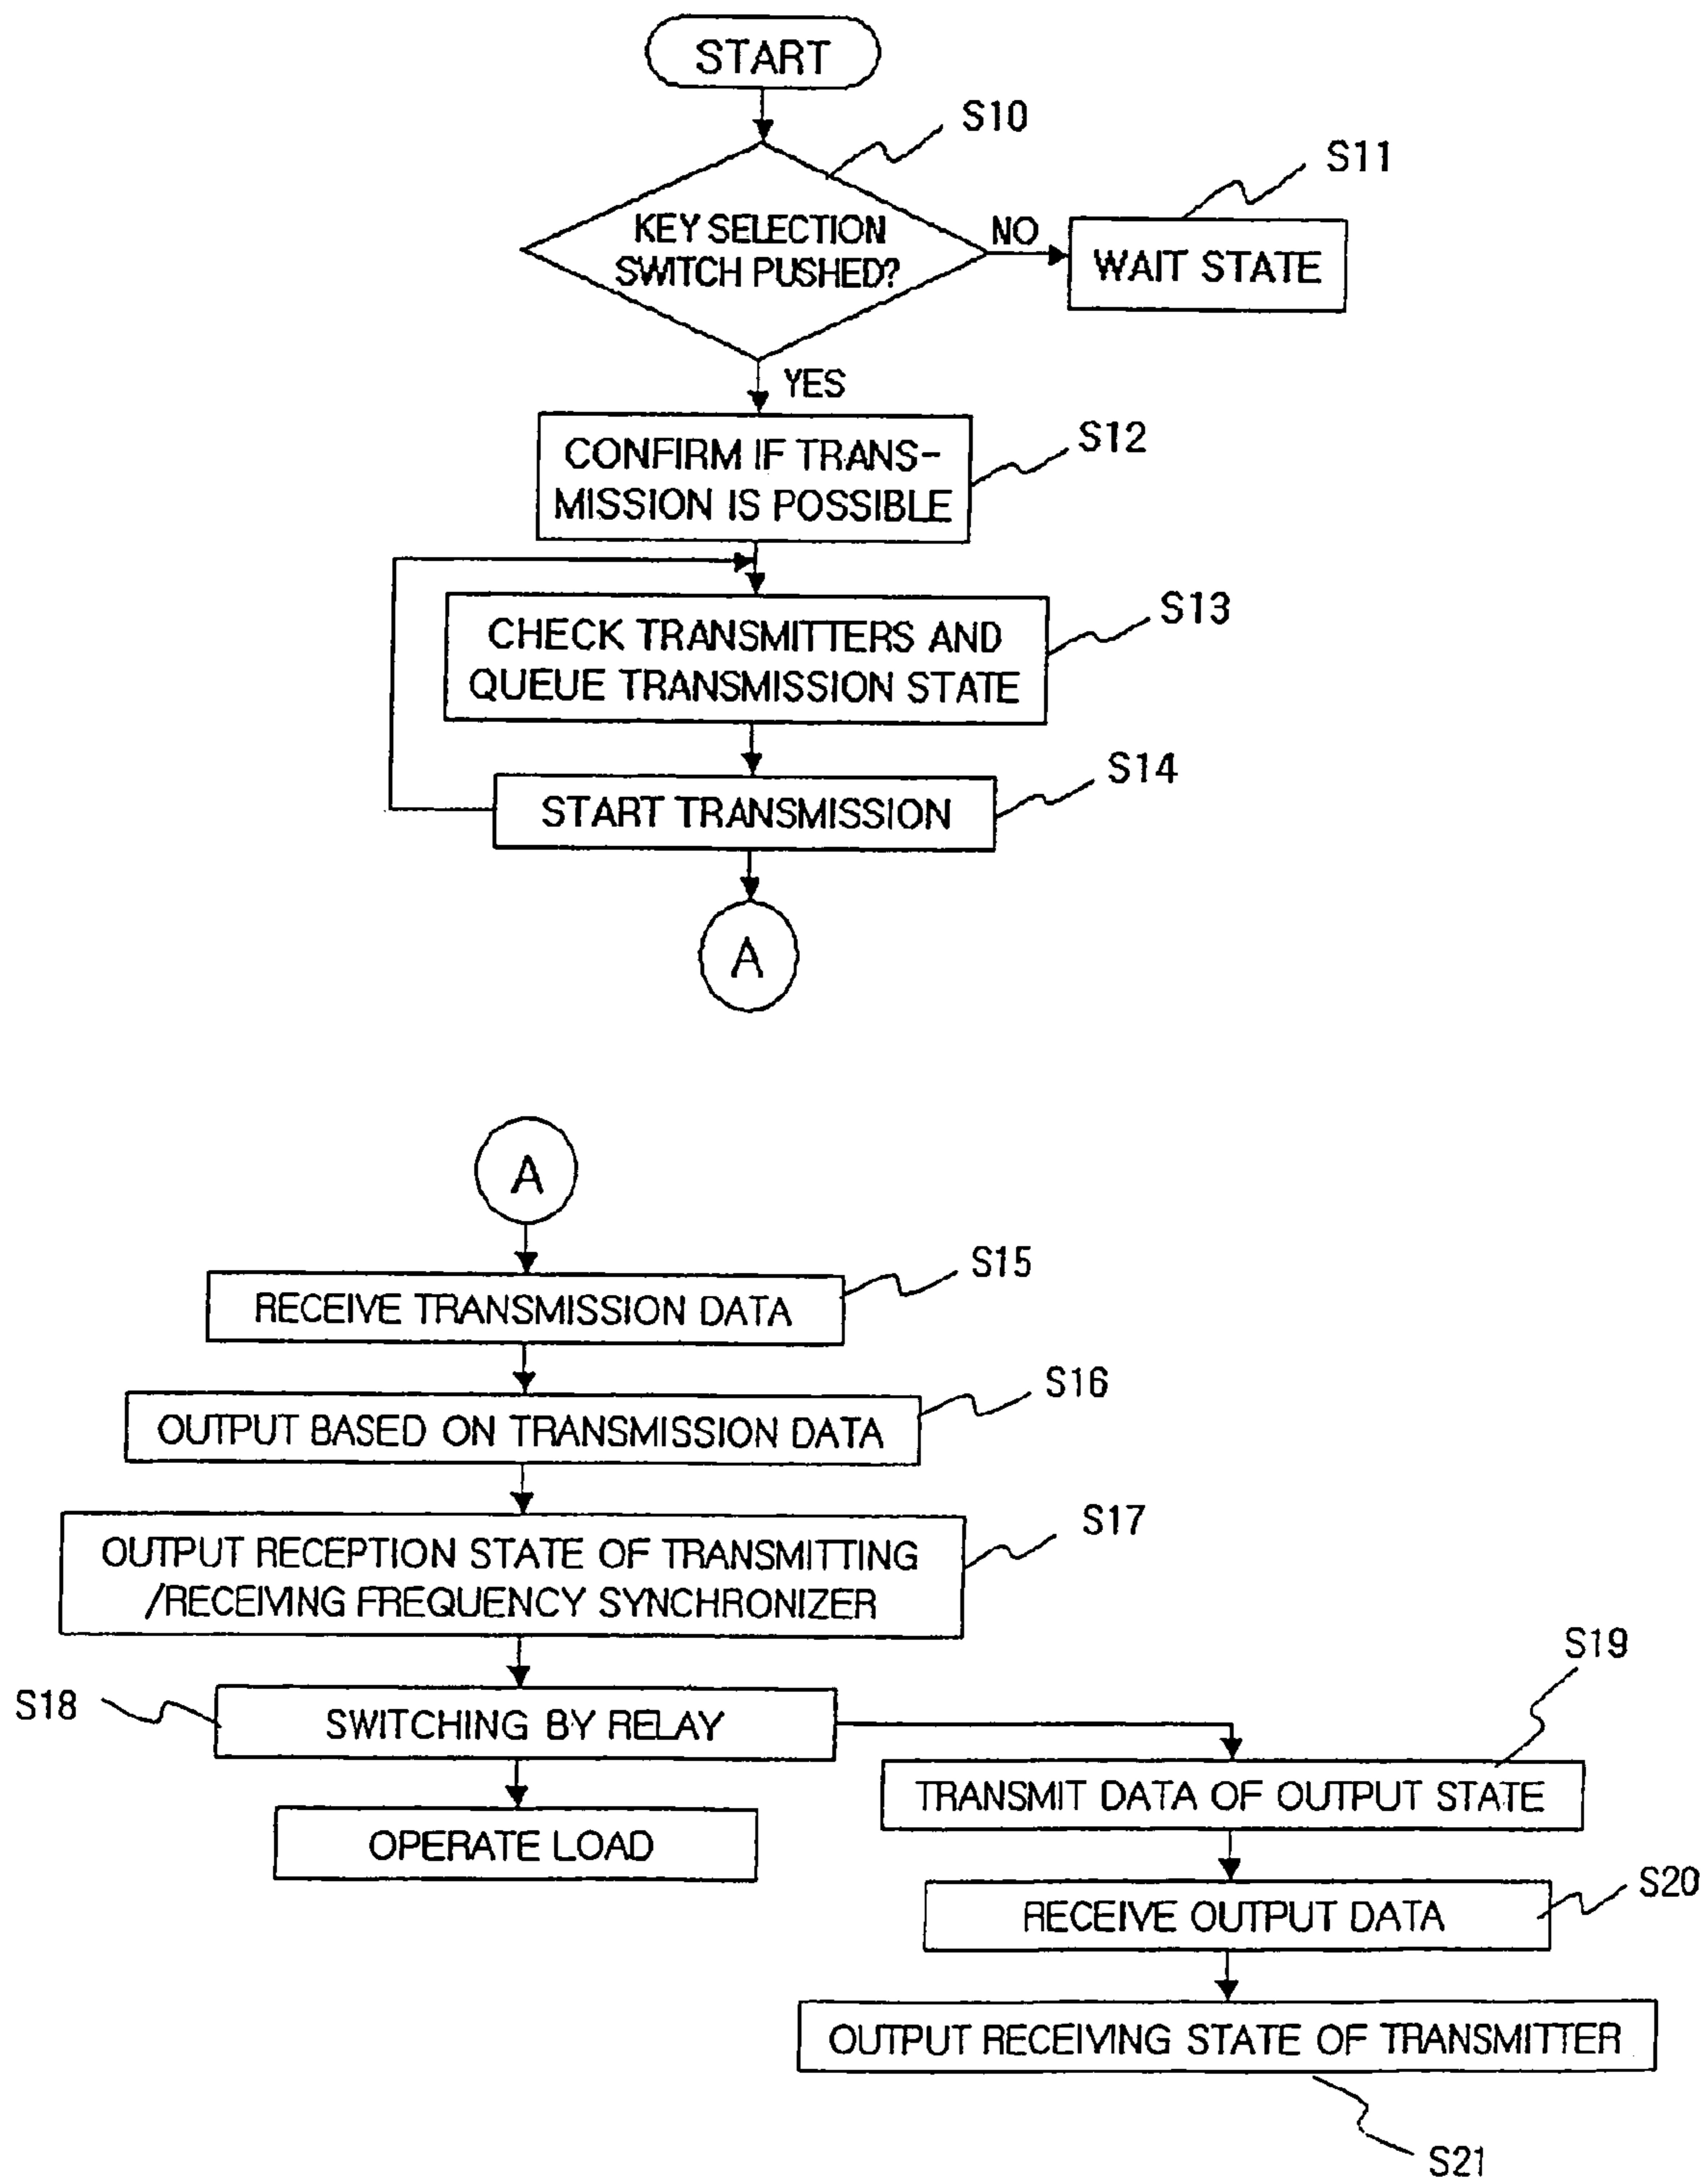 START
S10
S11
KEY SELECTION
SWITCH PUSHED?
NO
WAIT STATE
YES
CONFIRM IF TRANS-
MISSION IS POSSIBLE
S12
CHECK TRANSMITTERS AND
QUEUE TRANSMISSION STATE
S13
START TRANSMISSION
S14
A
A
RECEIVE TRANSMISSION DATA
S15
OUTPUT BASED ON TRANSMISSION DATA
S16
OUTPUT RECEPTION STATE OF TRANSMITTING
/RECEIVING FREQUENCY SYNCHRONIZER
S17
S18
SWITCHING BY RELAY
S19
TRANSMIT DATA OF OUTPUT STATE
OPERATE LOAD
RECEIVE OUTPUT DATA
S20
OUTPUT RECEIVING STATE OF TRANSMITTER
S21